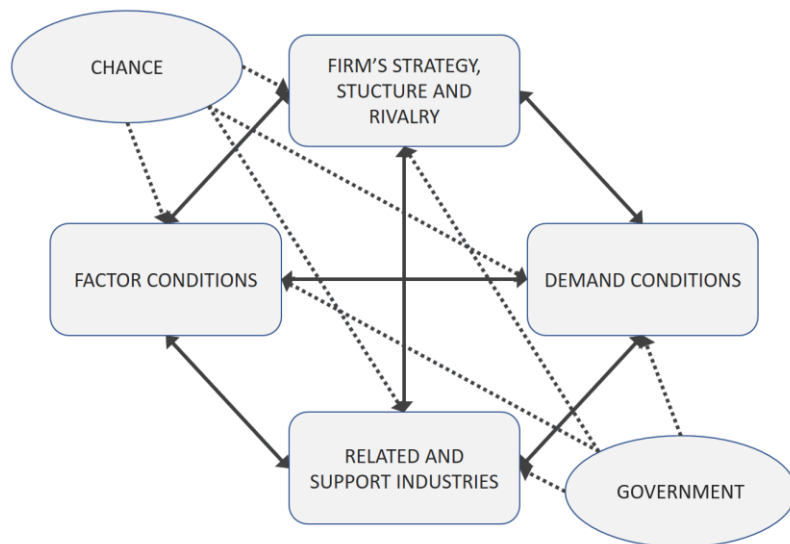 CHANCE
FIRM'S STRATEGY,
STUCTURE AND
RIVALRY
FACTOR CONDITIONS
DEMAND CONDITIONS
RELATED AND
SUPPORT INDUSTRIES
GOVERNMENT